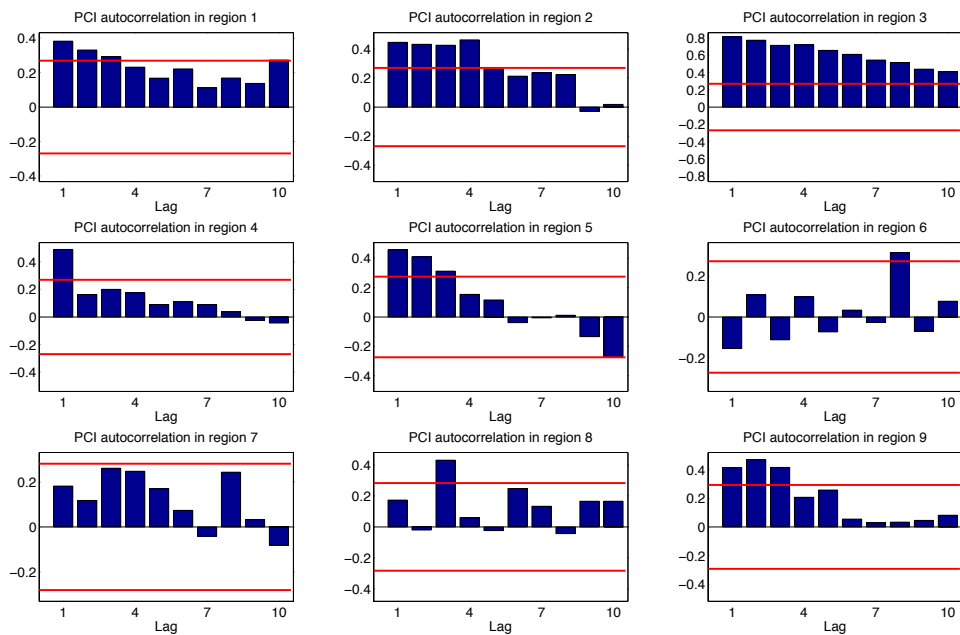 PCI autocorrelation in region 1
0.4
0.2
0
−0.2
−0.4
1 4 7 10
Lag
PCI autocorrelation in region 2
0.4
0.2
0
−0.2
−0.4
1 4 7 10
Lag
PCI autocorrelation in region 3
0.8
0.6
0.4
0.2
0
−0.2
−0.4
−0.6
−0.8
1 4 7 10
Lag
PCI autocorrelation in region 4
0.4
0.2
0
−0.2
−0.4
1 4 7 10
Lag
PCI autocorrelation in region 5
0.4
0.2
0
−0.2
−0.4
1 4 7 10
Lag
PCI autocorrelation in region 6
0.2
0
−0.2
1 4 7 10
Lag
PCI autocorrelation in region 7
0.2
0
−0.2
1 4 7 10
Lag
PCI autocorrelation in region 8
0.4
0.2
0
−0.2
−0.4
1 4 7 10
Lag
PCI autocorrelation in region 9
0.4
0.2
0
−0.2
−0.4
1 4 7 10
Lag